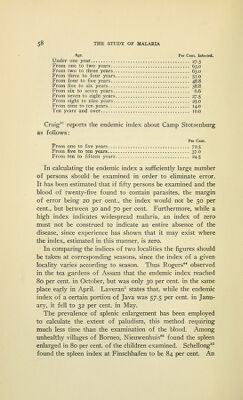 58 THE STUDY OF MALARIA
Age. Per Cent. Infected.
Under one year 27.3
From one to two years 63.0
From two to three years 63.0
From three to four years 51.0
From four to five years 48.8
From five to six years 38.8
From six to seven years 6.6
From seven to eight years 27.5
From eight to nine years 25.0
From nine to ten years 14.0
Ten years and over 11.0
Craig reports the endemic index about Camp Stotsenburg
as follows:
Per Cent.
From one to five years 72.5
From five to ten years 37.0
From ten to fifteen years 24.5
In calculating the endemic index a sufficiently large number
of persons should be examined in order to eliminate error.
It has been estimated that if fifty persons be examined and the
blood of twenty-five found to contain parasites, the margin
of error being 20 per cent., the index would not be 50 per
cent., but between 30 and 70 per cent. Furthermore, while a
high index indicates widespread malaria, an index of zero
must not be construed to indicate an entire absence of the
disease, since experience has shown that it may exist where
the index, estimated in this manner, is zero.
In comparing the indices of two localities the figures should
be taken at corresponding seasons, since the index of a given
locality varies according to season. Thus Rogers observed
in the tea gardens of Assam that the endemic index reached
80 per cent. in October, but was only 30 per cent. in the same
place early in April. Laveran states that, while the endemic
index of a certain portion of Java was 57.5 per cent. in Janu-
ary, it fell to 32 per cent. in May.
The prevalence of splenic enlargement has been employed
to calculate the extent of paludism, this method requiring
much less time than the examination of the blood. Among
unhealthy villages of Borneo, Nieuwenhuis found the spleen
enlarged in 80 per cent. of the children examined. Schellong
found the spleen index at Finschhafen to be 84 per cent. An